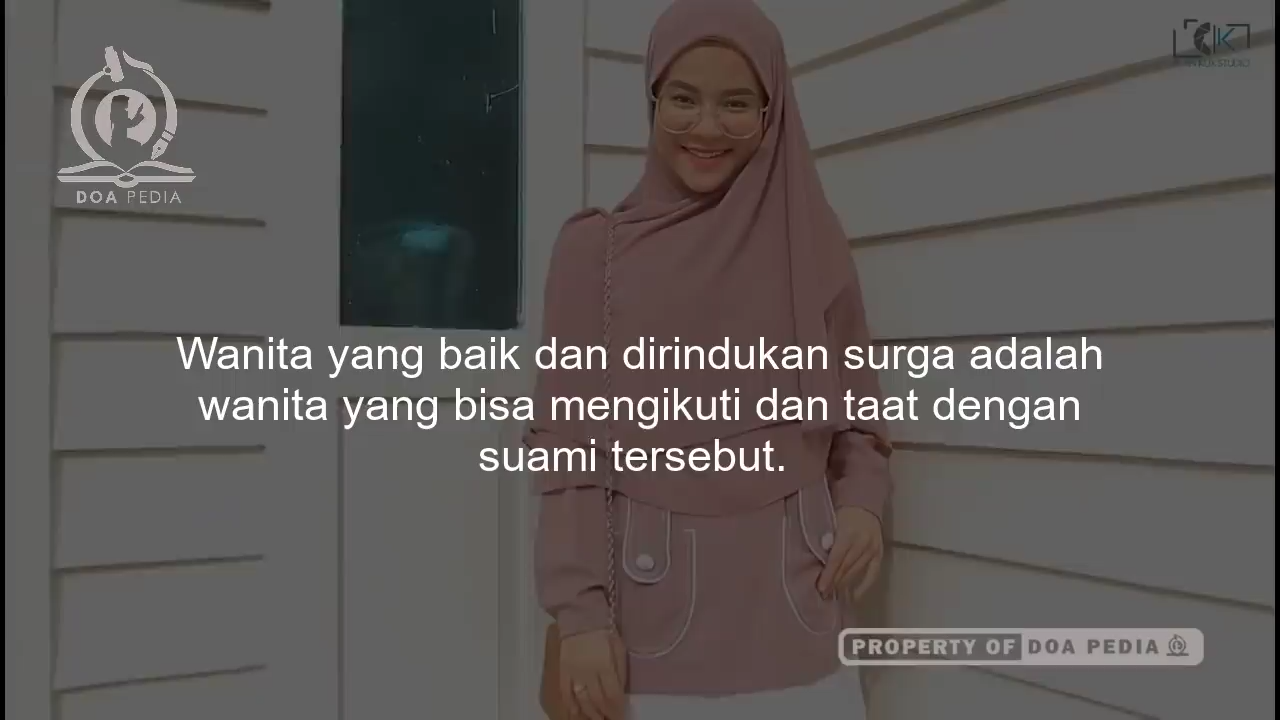 DOA PEDIA
Wanita yang baik dan dirindukan surga adalah
wanita yang bisa mengikuti dan taat dengan
suami tersebut.
PROPERTY OF DOA PEDIA